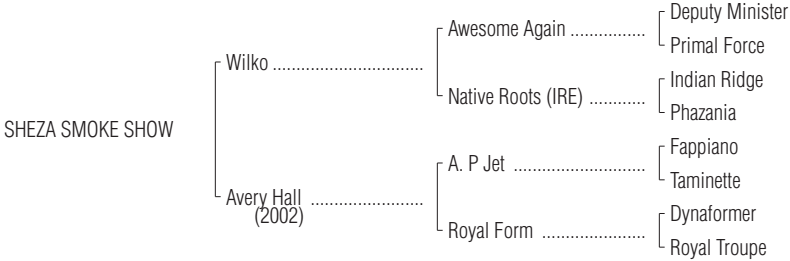 Deputy Minister
Awesome Again ................
Primal Force
Wilko ................................
Indian Ridge
Native Roots (IRE) ............
Phazania
SHEZA SMOKE SHOW
Fappiano
A. P Jet ............................
Taminette
Avery Hall ........................
(2002)
Dynaformer
Royal Form ......................
Royal Troupe